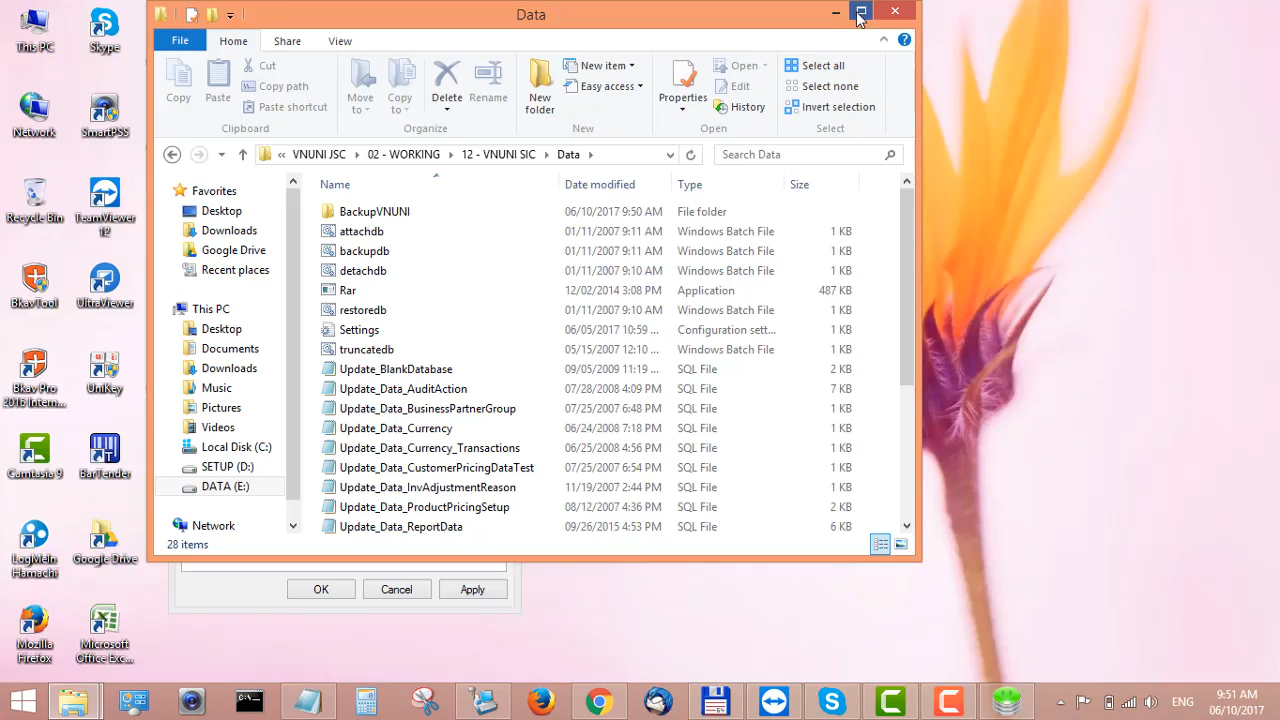 Data
File
Home
Share
View
Copy
Paste
Cut
Copy path
Paste shortcut
Clipboard
Move to
Copy to
Delete
Rename
Organize
New folder
New item
Easy access
New
Properties
Open
Edit
History
Open
Select all
Select none
Invert selection
Select
« VNUNI JSC 02 - WORKING 12 - VNUNI SIC Data
Search Data
Favorites
Desktop
Downloads
Google Drive
Recent places
This PC
Desktop
Documents
Downloads
Music
Pictures
Videos
Local Disk (C:)
SETUP (D:)
DATA (E:)
Network
Name Date modified Type Size
BackupVNUNI 06/10/2017 9:50 AM File folder
attachdb 01/11/2007 9:11 AM Windows Batch File 1 KB
backupdb 01/11/2007 9:11 AM Windows Batch File 1 KB
detachdb 01/11/2007 9:10 AM Windows Batch File 1 KB
Rar 12/02/2014 3:08 PM Application 487 KB
restoredb 01/11/2007 9:10 AM Windows Batch File 1 KB
Settings 06/05/2017 10:59 ... Configuration sett... 1 KB
truncatedb 05/15/2007 12:10 ... Windows Batch File 1 KB
Update_BlankDatabase 09/05/2009 11:19 ... SQL File 2 KB
Update_Data_AuditAction 07/28/2008 4:09 PM SQL File 7 KB
Update_Data_BusinessPartnerGroup 07/25/2007 6:48 PM SQL File 1 KB
Update_Data_Currency 06/24/2008 7:18 PM SQL File 1 KB
Update_Data_Currency_Transactions 06/25/2008 4:56 PM SQL File 1 KB
Update_Data_CustomerPricingDataTest 07/25/2007 6:54 PM SQL File 1 KB
Update_Data_InvAdjustmentReason 11/19/2007 2:44 PM SQL File 1 KB
Update_Data_ProductPricingSetup 08/12/2007 4:36 PM SQL File 2 KB
Update_Data_ReportData 09/26/2015 4:53 PM SQL File 6 KB
28 items
OK
Cancel
Apply
This PC
Skype
Network
SmartPSS
Recycle Bin
TeamViewer 12
BkavTool
UltraViewer
Bkav Pro 2016 Intern...
UniKey
Camtasia 9
BarTender
LogMeIn Hamachi
Google Drive
Mozilla Firefox
Microsoft Office Exc...
64
ENG
9:51 AM
06/10/2017